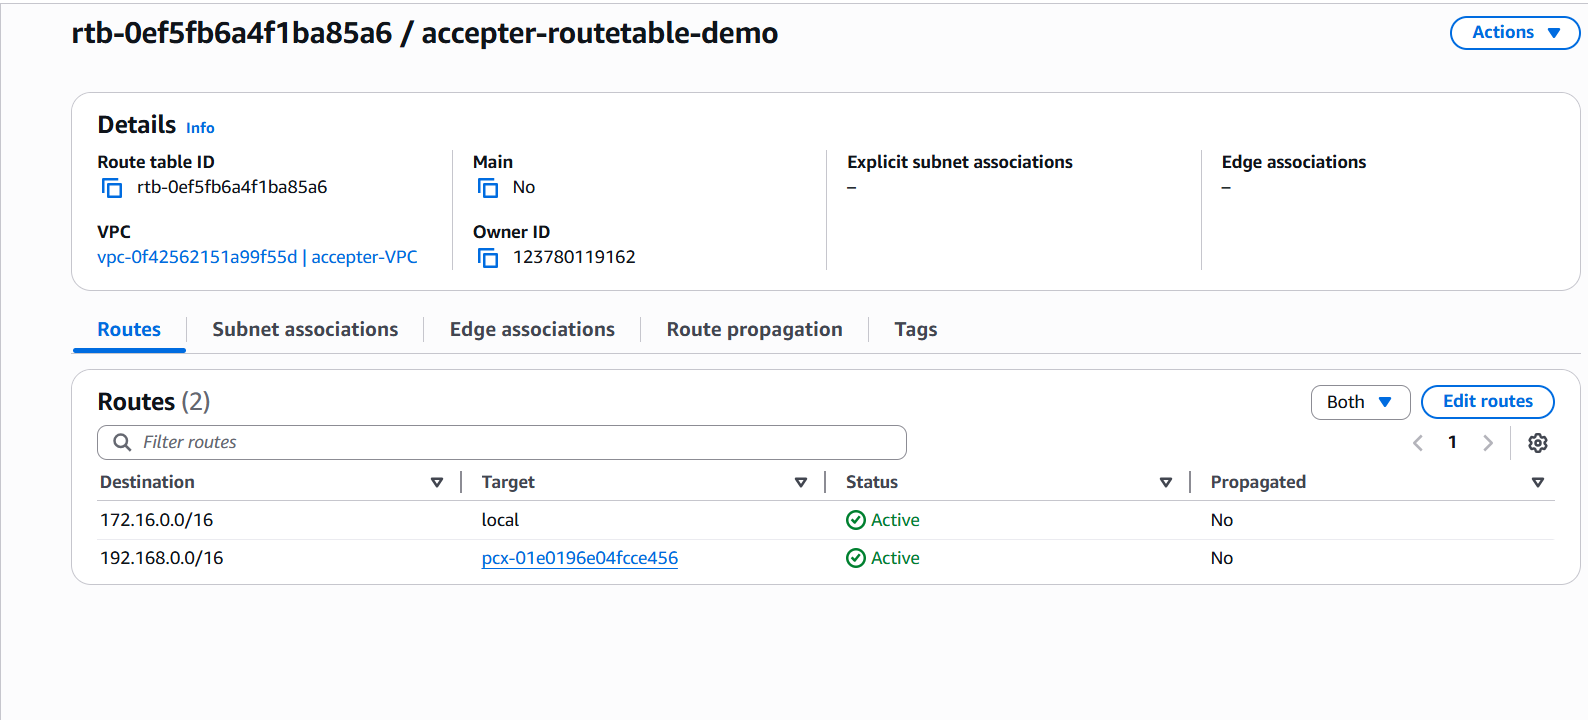 rtb-0ef5fb6a4f1ba85a6 / accepter-routetable-demo
Actions
Details Info
Route table ID
rtb-0ef5fb6a4f1ba85a6
Main
No
Explicit subnet associations
–
Edge associations
–
VPC
vpc-0f42562151a99f55d | accepter-VPC
Owner ID
123780119162
Routes Subnet associations Edge associations Route propagation Tags
Routes (2)
Both Edit routes
Filter routes
1
Destination Target Status Propagated
172.16.0.0/16 local Active No
192.168.0.0/16 pcx-01e0196e04fcce456 Active No